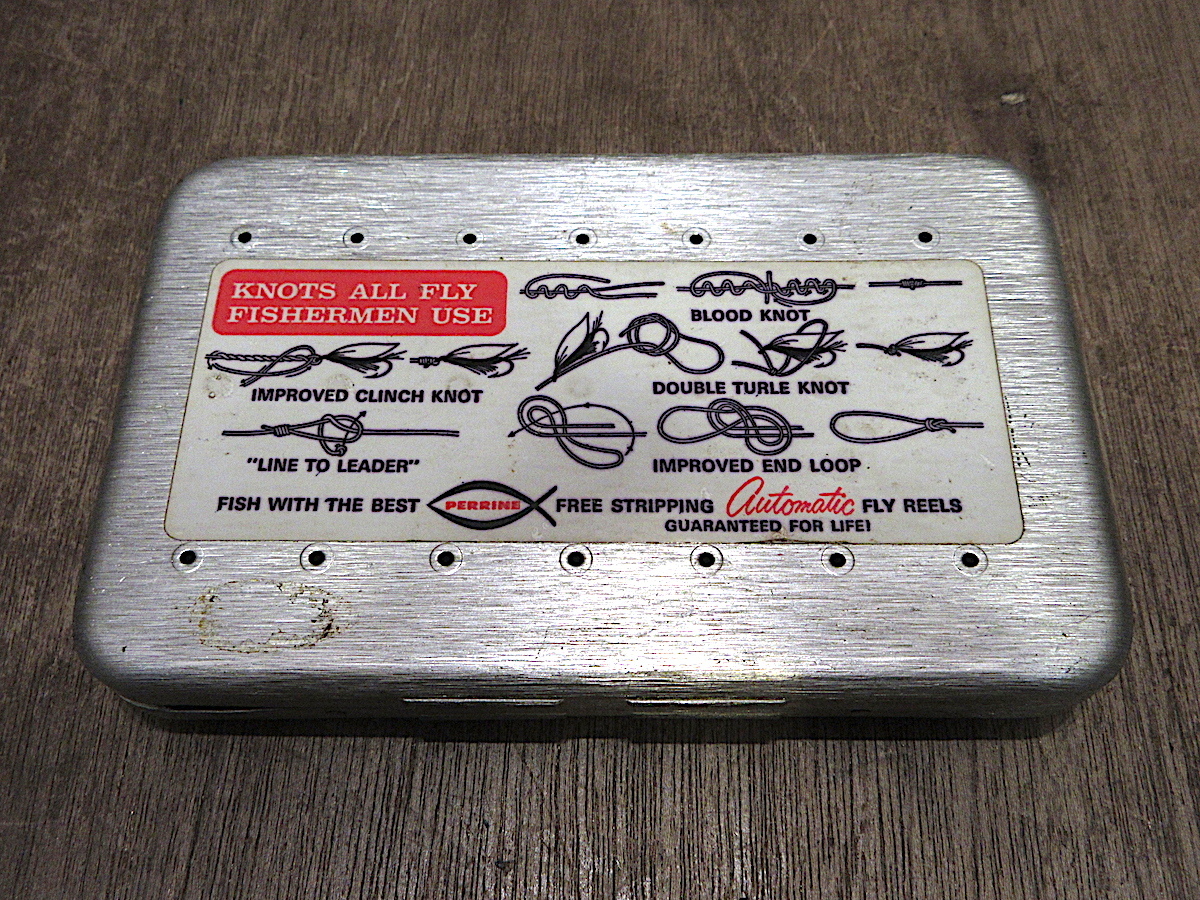 KNOTS ALL FLY
FISHERMEN USE
BLOOD KNOT
IMPROVED CLINCH KNOT
DOUBLE TURLE KNOT
"LINE TO LEADER"
IMPROVED END LOOP
FISH WITH THE BEST PERRINE FREE STRIPPING Automatic FLY REELS
GUARANTEED FOR LIFE!